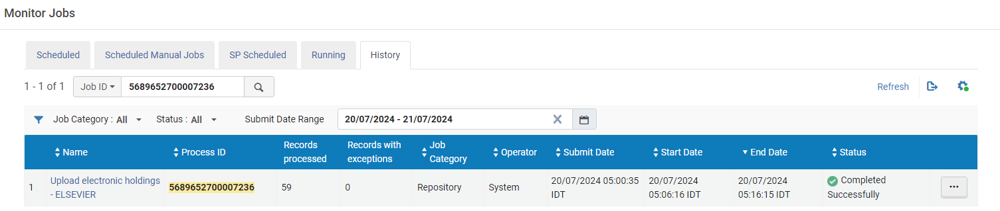 Monitor Jobs
Scheduled
Scheduled Manual Jobs
SP Scheduled
Running
History
1 - 1 of 1
Job ID
5689652700007236
Refresh
Job Category : All
Status : All
Submit Date Range
20/07/2024 - 21/07/2024
Name
Process ID
Records
processed
Records with
exceptions
Job
Category
Operator
Submit Date
Start Date
End Date
Status
1
Upload electronic holdings
- ELSEVIER
5689652700007236
59
0
Repository
System
20/07/2024 05:00:35
IDT
20/07/2024
05:06:16 IDT
20/07/2024
05:16:15 IDT
Completed
Successfully